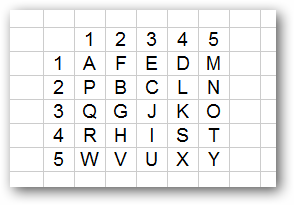 1 2 3 4 5
1 A F E D M
2 P B C L N
3 Q G J K O
4 R H I S T
5 W V U X Y